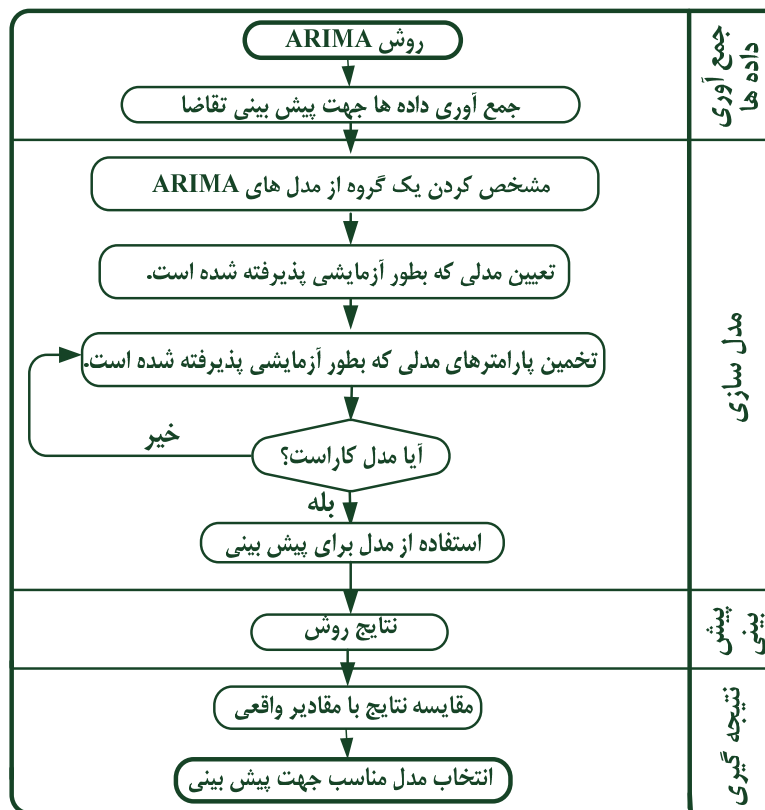 روش ARIMA
جمع آوری داده ها جهت پیش بینی تقاضا
جمع آوری
داده ها
مشخص کردن یک گروه از مدل های ARIMA
تعیین مدلی که بطور آزمایشی پذیرفته شده است.
تخمین پارامترهای مدلی که بطور آزمایشی پذیرفته شده است.
آیا مدل کاراست؟
خیر
بله
استفاده از مدل برای پیش بینی
مدل سازی
نتایج روش
پیش
بینی
مقایسه نتایج با مقادیر واقعی
انتخاب مدل مناسب جهت پیش بینی
نتیجه گیری